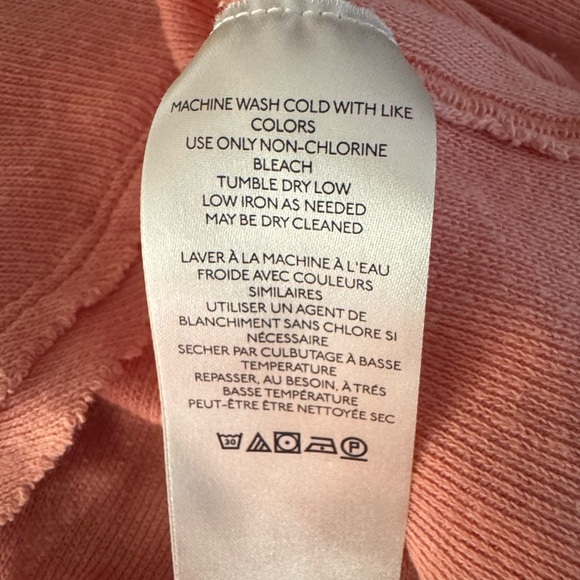 MACHINE WASH COLD WITH LIKE
COLORS
USE ONLY NON-CHLORINE
BLEACH
TUMBLE DRY LOW
LOW IRON AS NEEDED
MAY BE DRY CLEANED
LAVER À LA MACHINE À L'EAU
FROIDE AVEC COULEURS
SIMILAIRES
UTILISER UN AGENT DE
BLANCHIMENT SANS CHLORE SI
NÉCESSAIRE
SECHER PAR CULBUTAGE À BASSE
TEMPERATURE
REPASSER, AU BESOIN, À TRÉS
BASSE TEMPÉRATURE
PEUT-ÊTRE ÊTRE NETTOYÉE SEC
30 P